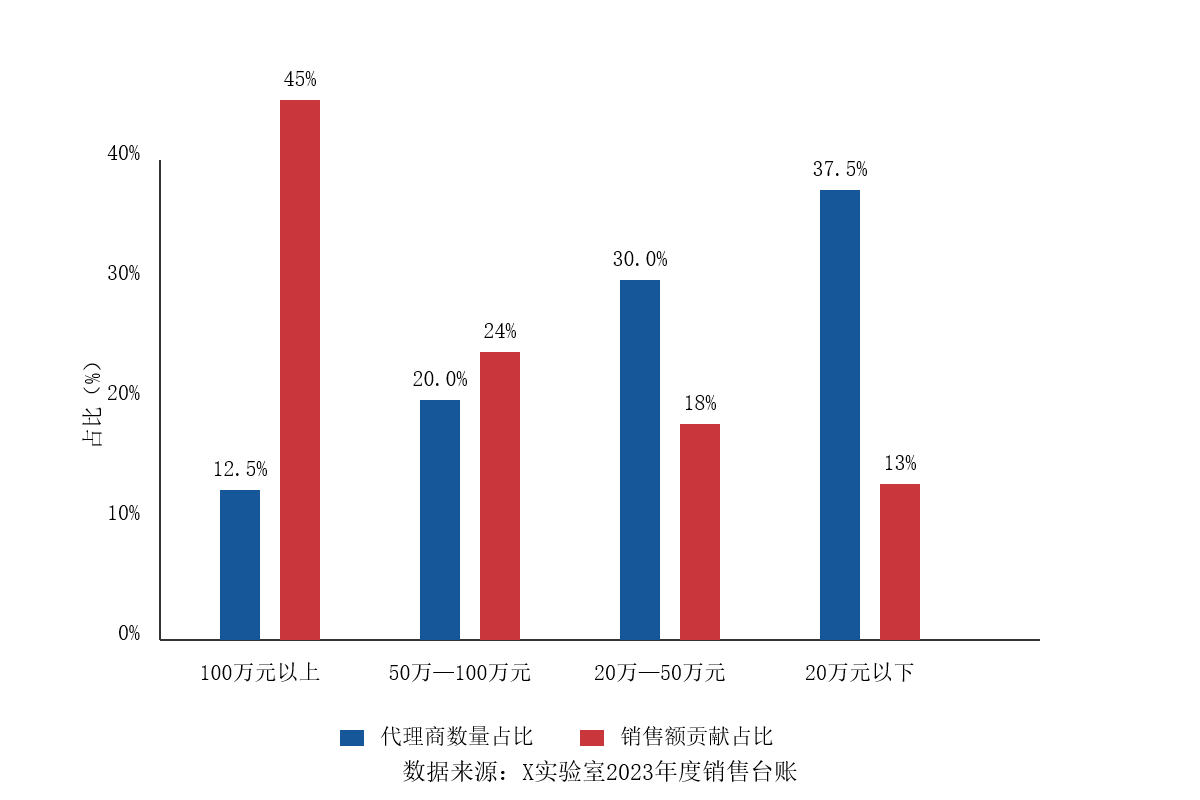 45%
40%
37.5%
30.0%
30%
24%
20.0%
20%
18%
12.5%
13%
10%
0%
占比（%）
100万元以上
50万—100万元
20万—50万元
20万元以下
代理商数量占比
销售额贡献占比
数据来源：X实验室2023年度销售台账